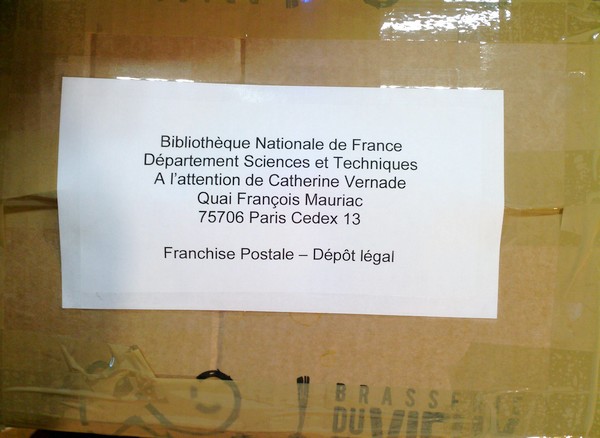 Bibliothèque Nationale de France
Département Sciences et Techniques
A l'attention de Catherine Vernade
Quai François Mauriac
75706 Paris Cedex 13
Franchise Postale – Dépôt légal
DU